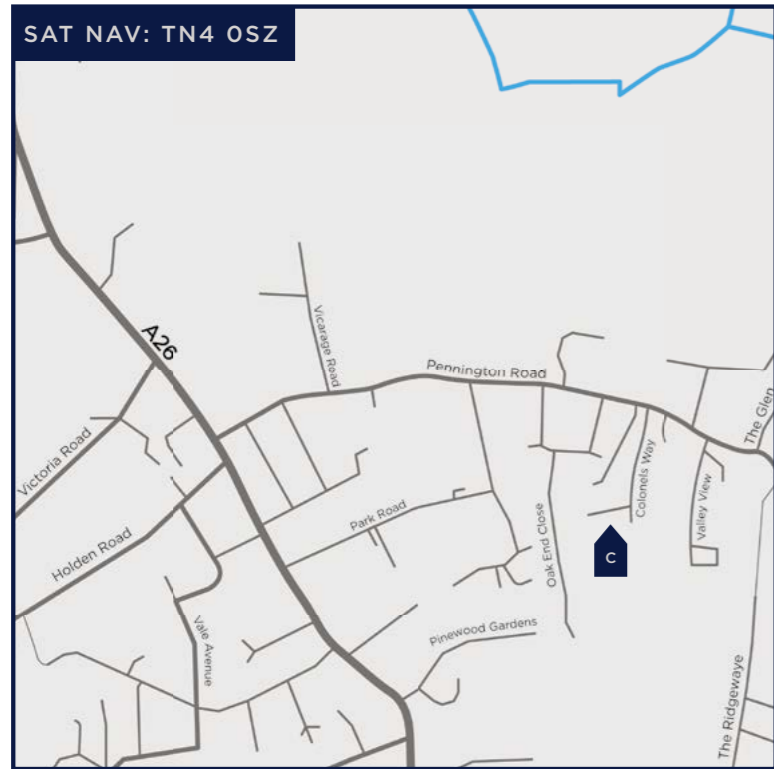 SAT NAV: TN4 0SZ
A26
Vicarage Road
Pennington Road
The Glen
Victoria Road
Colonels Way
Valley View
Park Road
Holden Road
Oak End Close
C
Vale Avenue
Pinewood Gardens
The Ridgewaye